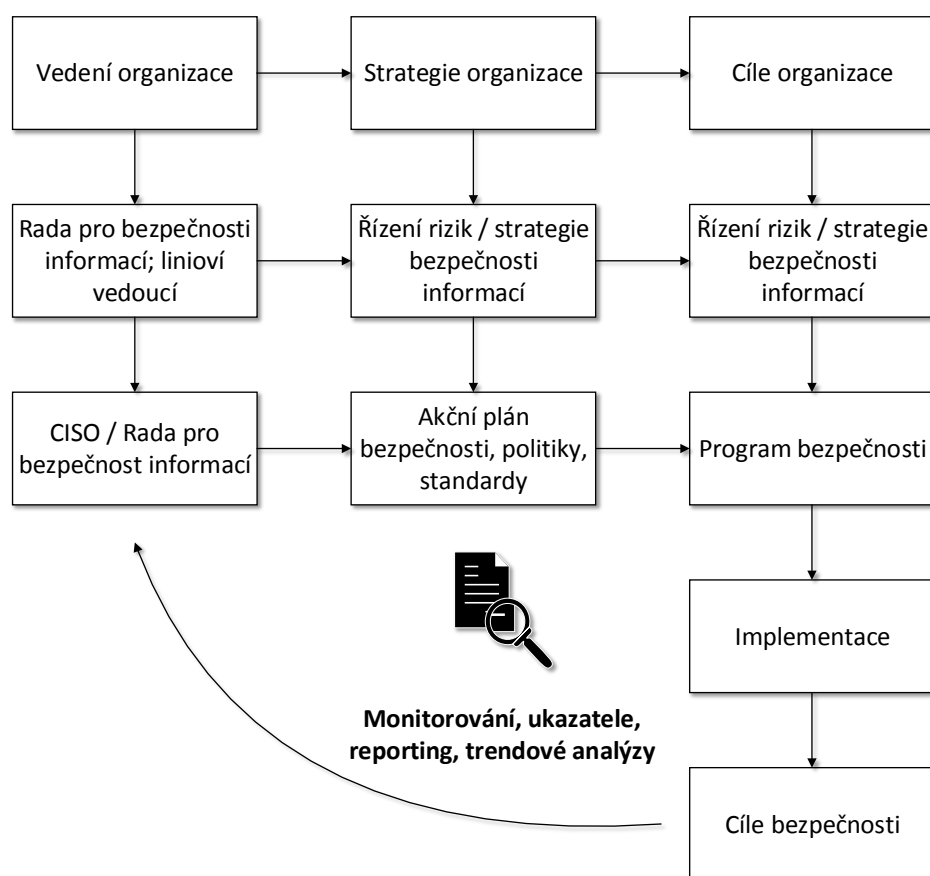 Vedení organizace
Strategie organizace
Cíle organizace
Rada pro bezpečnosti
informací; linioví
vedoucí
Řízení rizik / strategie
bezpečnosti
informací
Řízení rizik / strategie
bezpečnosti
informací
CISO / Rada pro
bezpečnost informací
Akční plán
bezpečnosti, politiky,
standardy
Program bezpečnosti
Implementace
Monitorování, ukazatele,
reporting, trendové analýzy
Cíle bezpečnosti